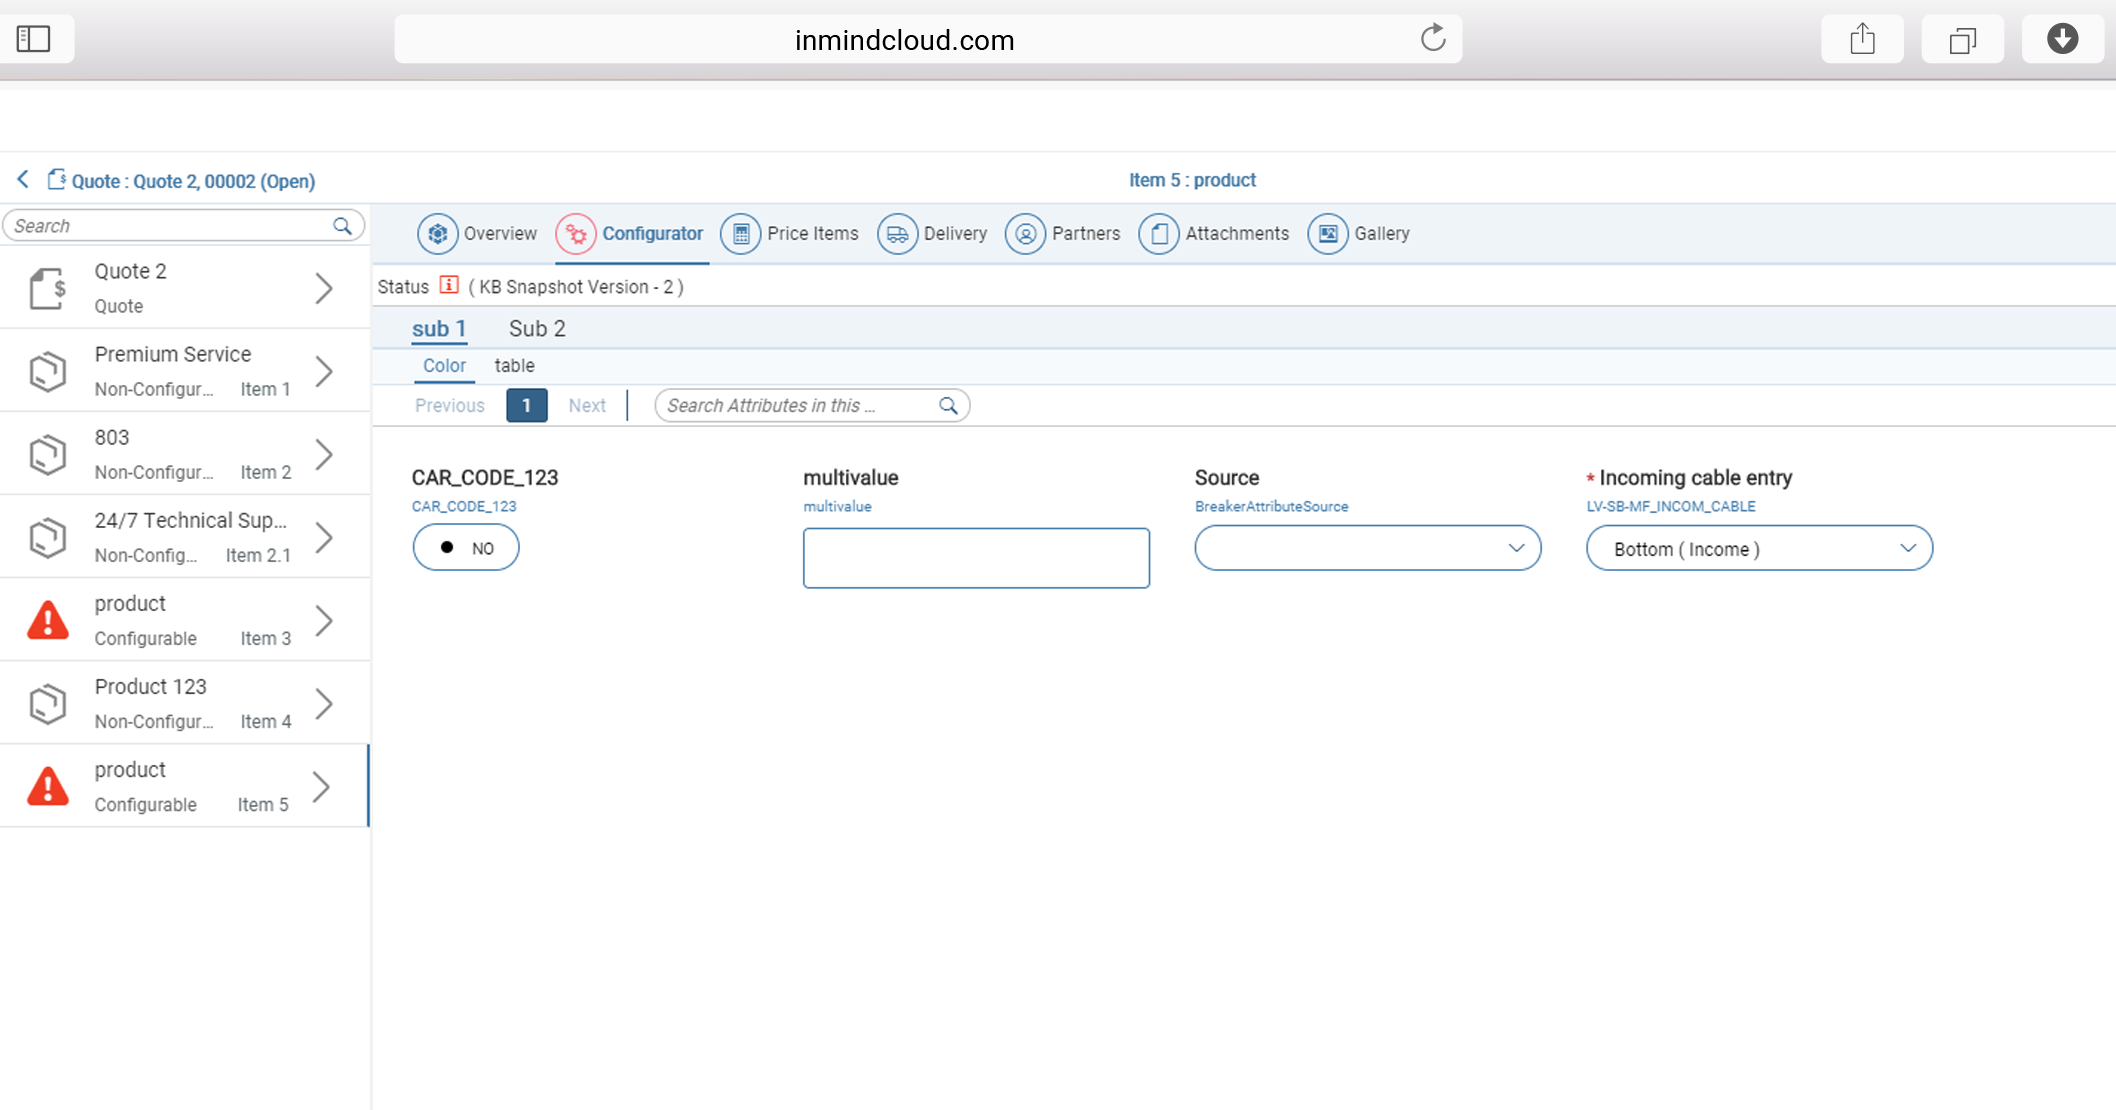 inmindcloud.com
Quote : Quote 2, 00002 (Open)
Item 5 : product
Search
Quote 2
Quote
Premium Service
Non-Configur... Item 1
803
Non-Configur... Item 2
24/7 Technical Sup...
Non-Config... Item 2.1
product
Configurable Item 3
Product 123
Non-Configur... Item 4
product
Configurable Item 5
Overview Configurator Price Items Delivery Partners Attachments Gallery
Status ( KB Snapshot Version - 2 )
sub 1 Sub 2
Color table
Previous 1 Next Search Attributes in this ...
CAR_CODE_123
CAR_CODE_123
NO
multivalue
multivalue
Source
BreakerAttributeSource
* Incoming cable entry
LV-SB-MF_INCOM_CABLE
Bottom ( Income )